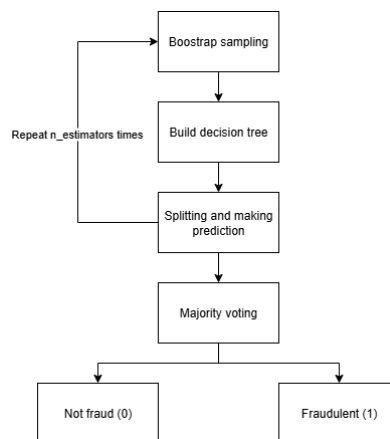 Boostrap sampling
Repeat n_estimators times
Build decision tree
Splitting and making
prediction
Majority voting
Not fraud (0)
Fraudulent (1)